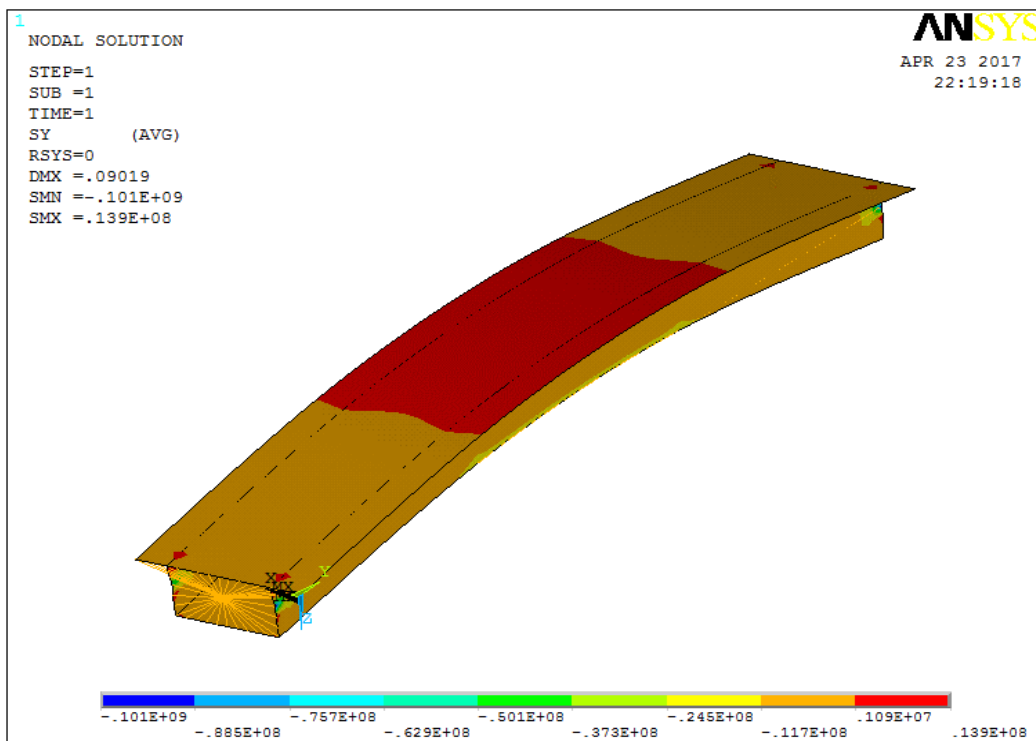 1
NODAL SOLUTION
ANSYS
APR 23 2017
22:19:18
STEP=1
SUB =1
TIME=1
SY (AVG)
RSYS=0
DMX =.09019
SMN =-.101E+09
SMX =.139E+08
Y
Z
-.101E+09 -.757E+08 -.501E+08 -.245E+08 .109E+07
-.885E+08 -.629E+08 -.373E+08 -.117E+08 .139E+08